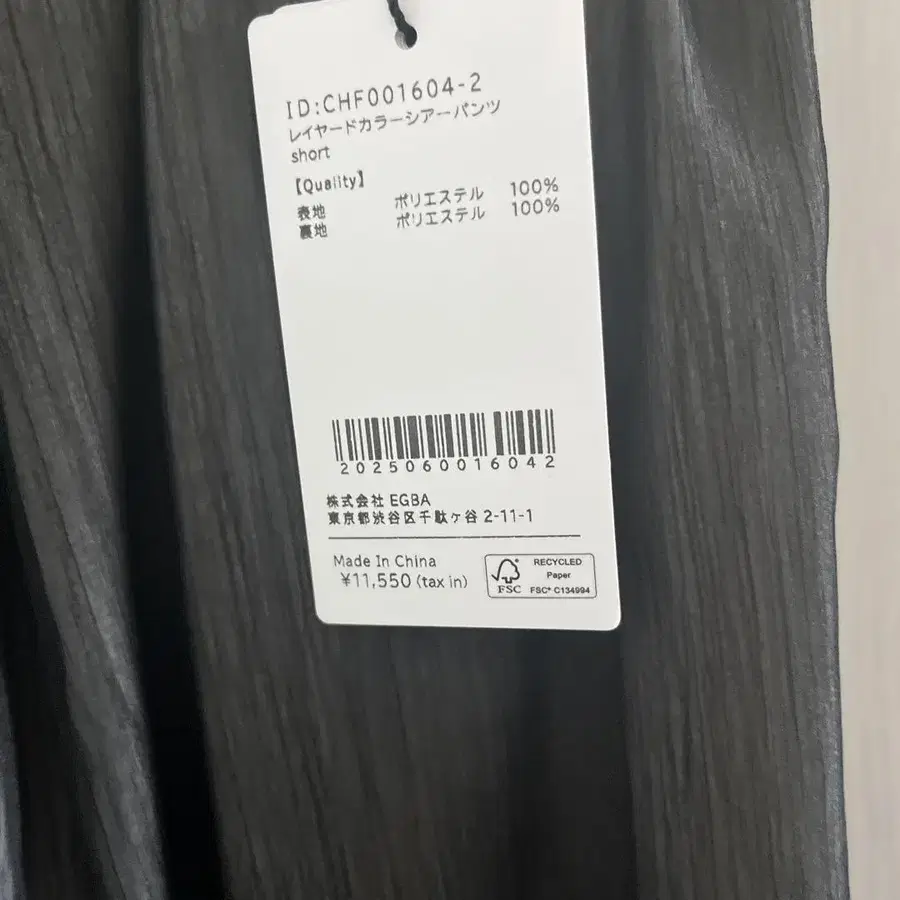 ID:CHF001604-2
レイヤードカラーシアーパンツ
short
【Quality】
表地 ポリエステル 100%
裏地 ポリエステル 100%
2025060016042
株式会社 EGBA
東京都渋谷区千駄ヶ谷 2-11-1
Made In China
¥11,550 (tax in)
RECYCLED
Paper
FSC
FSC® C134994